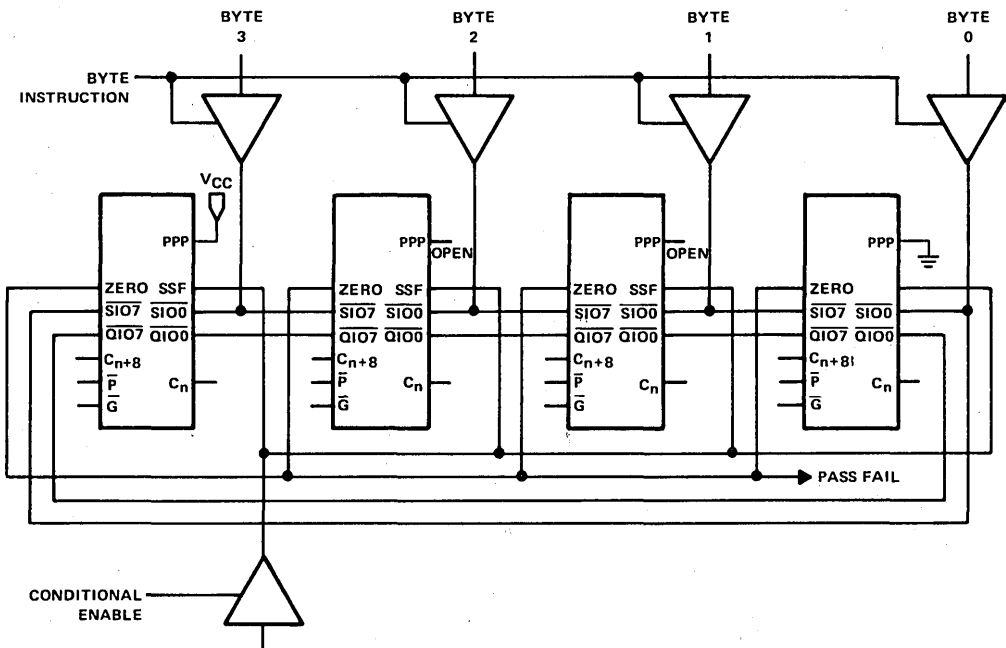 BYTE
3
BYTE
2
BYTE
1
BYTE
0
BYTE
INSTRUCTION
VCC
PPP
PPP
OPEN
PPP
OPEN
PPP
ZERO SSF
SIO7 SIO0
QIO7 QIO0
Cn+8
P
Cn
G
ZERO SSF
SIO7 SIO0
QIO7 QIO0
Cn+8
P
Cn
G
ZERO SSF
SIO7 SIO0
QIO7 QIO0
Cn+8
P
Cn
G
ZERO SSF
SIO7 SIO0
QIO7 QIO0
Cn+8
P
Cn
G
PASS FAIL
CONDITIONAL
ENABLE